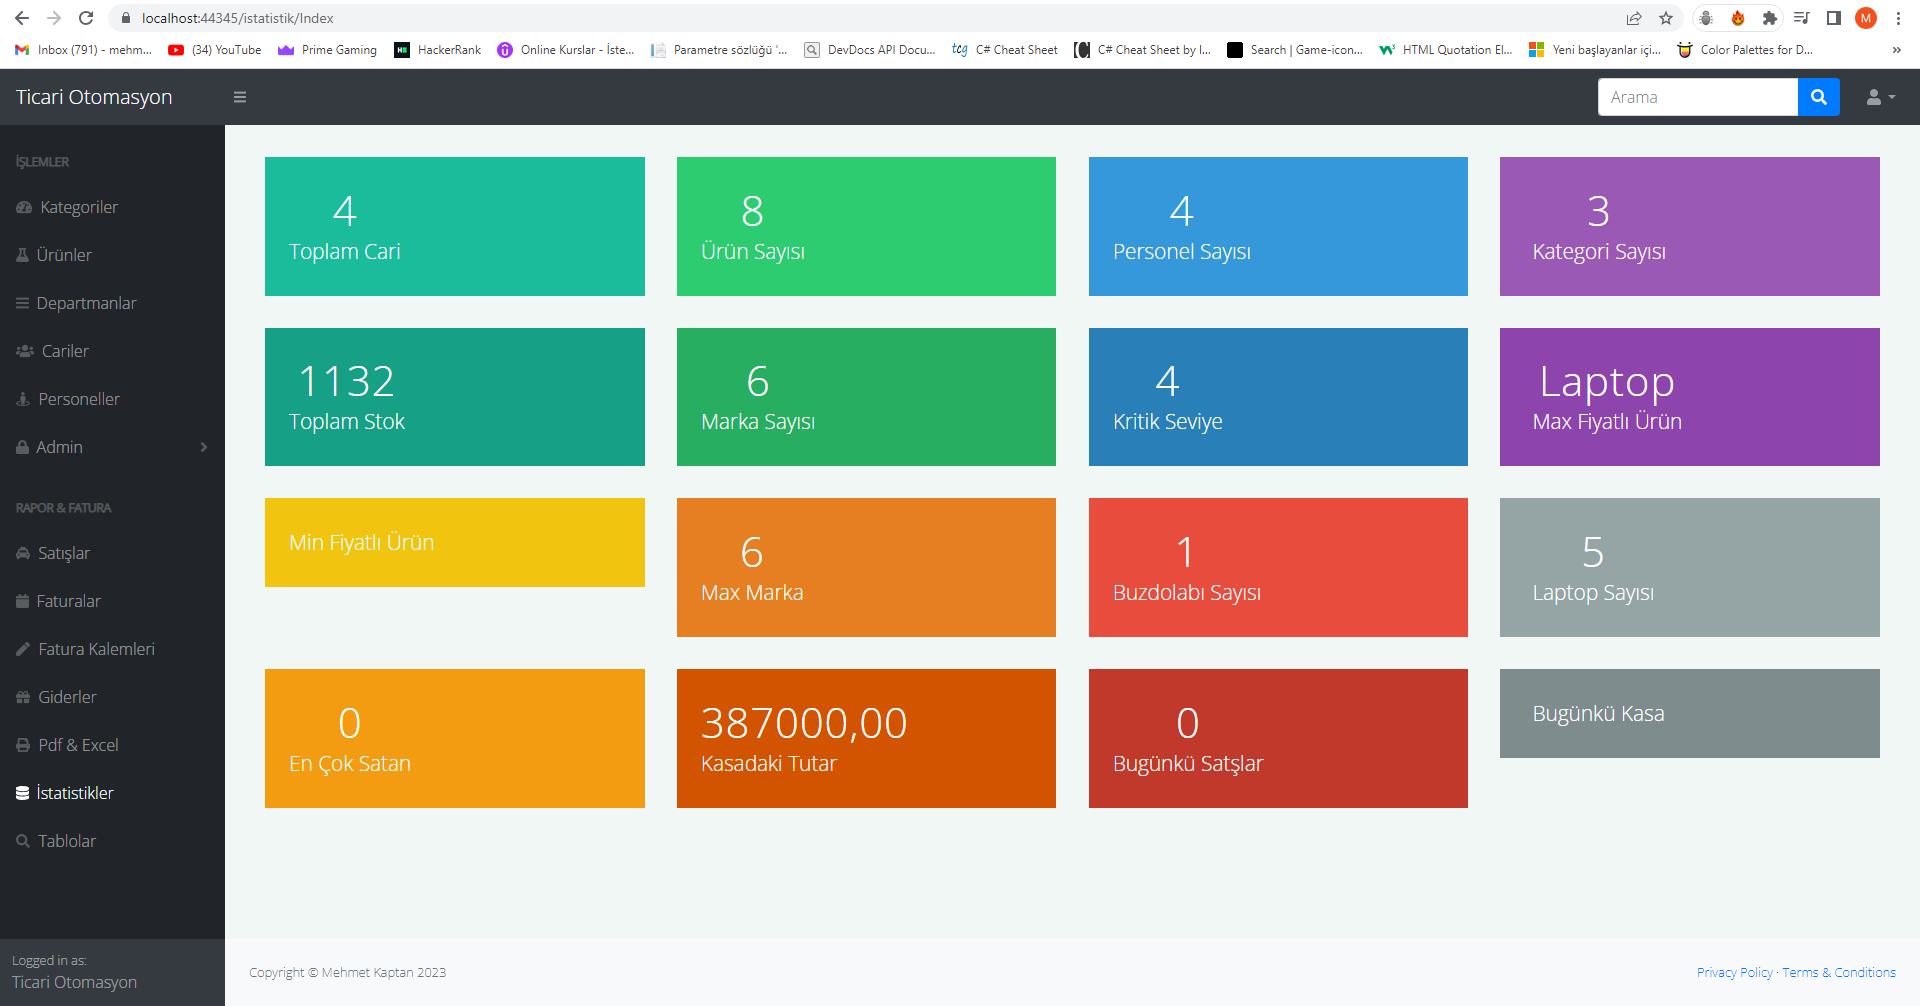 localhost:44345/istatistik/Index
M
Inbox (791) - mehm...
(34) YouTube
Prime Gaming
HackerRank
Online Kurslar - İste...
Parametre sözlüğü '...
DevDocs API Docu...
tcg C# Cheat Sheet
C# Cheat Sheet by I...
Search | Game-icon...
HTML Quotation El...
Yeni başlayanlar içi...
Color Palettes for D...
»
Ticari Otomasyon
Arama
İŞLEMLER
Kategoriler
Ürünler
Departmanlar
Cariler
Personeller
Admin
RAPOR & FATURA
Satışlar
Faturalar
Fatura Kalemleri
Giderler
Pdf & Excel
İstatistikler
Tablolar
Logged in as:
Ticari Otomasyon
4
Toplam Cari
8
Ürün Sayısı
4
Personel Sayısı
3
Kategori Sayısı
1132
Toplam Stok
6
Marka Sayısı
4
Kritik Seviye
Laptop
Max Fiyatlı Ürün
Min Fiyatlı Ürün
6
Max Marka
1
Buzdolabı Sayısı
5
Laptop Sayısı
0
En Çok Satan
387000,00
Kasadaki Tutar
0
Bugünkü Satşlar
Bugünkü Kasa
Copyright © Mehmet Kaptan 2023
Privacy Policy · Terms & Conditions